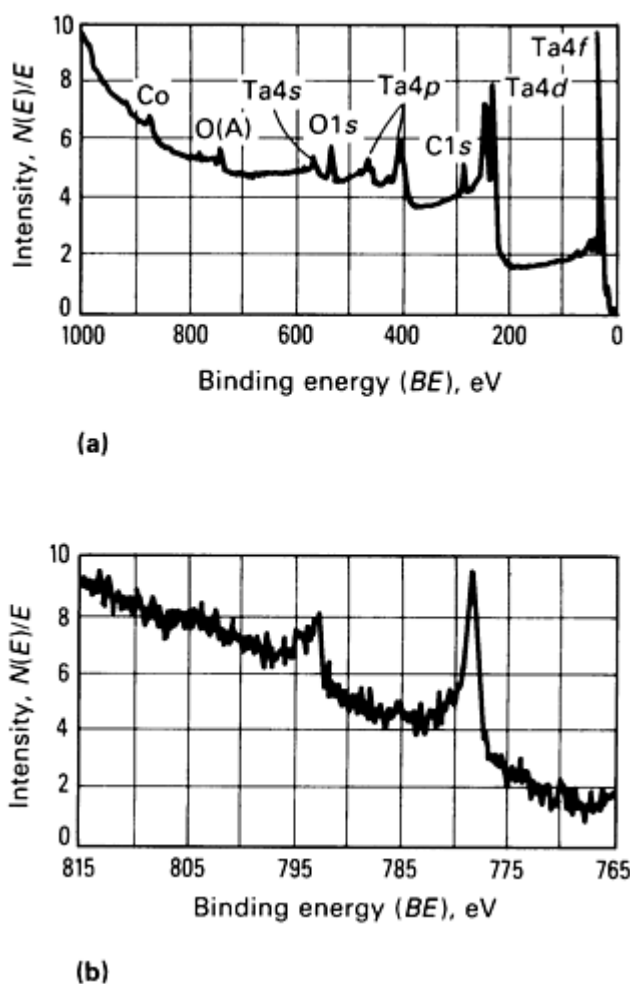 10
8
6
4
2
0
Intensity, N(E)/E
Co
O(A)
Ta4s
O1s
Ta4p
C1s
Ta4d
Ta4f
1000 800 600 400 200 0
Binding energy (BE), eV
(a)
10
8
6
4
2
0
Intensity, N(E)/E
815 805 795 785 775 765
Binding energy (BE), eV
(b)